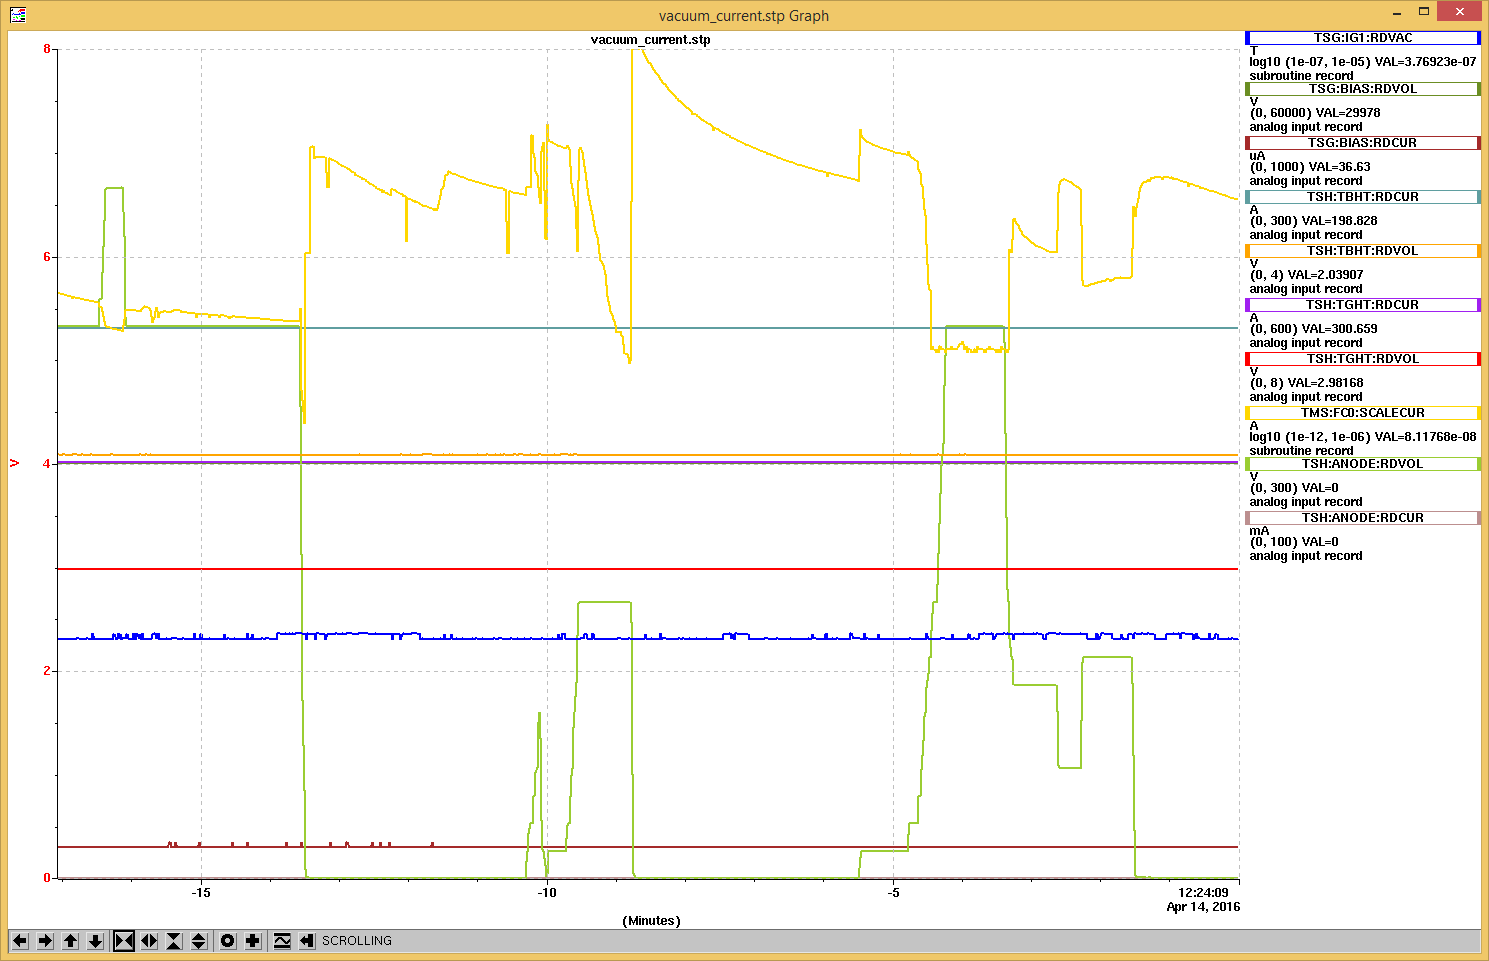 vacuum_current.stp Graph
vacuum_current.stp
8
6
4
2
0
V
-15
-10
-5
12:24:09
Apr 14, 2016
(Minutes)
TSG:IG1:RDVAC
T
log10 (1e-07, 1e-05) VAL=3.76923e-07
subroutine record
TSG:BIAS:RDVOL
V
(0, 60000) VAL=29978
analog input record
TSG:BIAS:RDCUR
uA
(0, 1000) VAL=36.63
analog input record
TSH:TBHT:RDCUR
A
(0, 300) VAL=198.828
analog input record
TSH:TBHT:RDVOL
V
(0, 4) VAL=2.03907
analog input record
TSH:TGHT:RDCUR
A
(0, 600) VAL=300.659
analog input record
TSH:TGHT:RDVOL
V
(0, 8) VAL=2.98168
analog input record
TMS:FC0:SCALECUR
A
log10 (1e-12, 1e-06) VAL=8.11768e-08
subroutine record
TSH:ANODE:RDVOL
V
(0, 300) VAL=0
analog input record
TSH:ANODE:RDCUR
mA
(0, 100) VAL=0
analog input record
SCROLLING